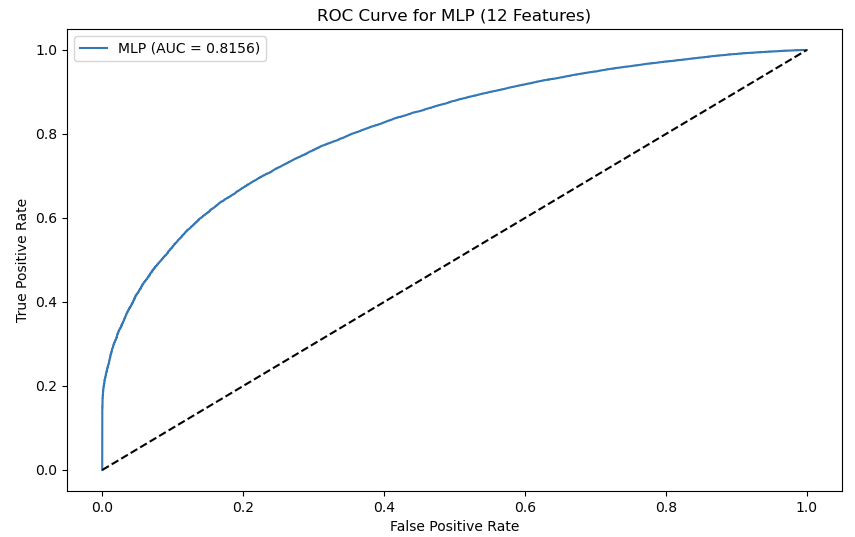 ROC Curve for MLP (12 Features)
MLP (AUC = 0.8156)
1.0
0.8
0.6
0.4
0.2
0.0
True Positive Rate
0.0 0.2 0.4 0.6 0.8 1.0
False Positive Rate